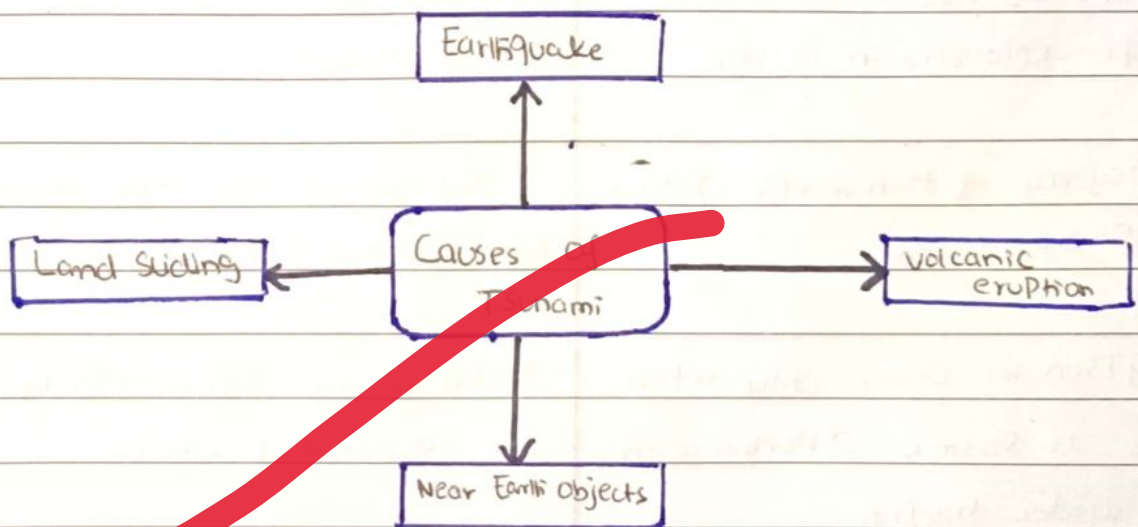 Earthquake
Causes of
Tsunami
Land Sliding
Volcanic
eruption
Near Earth Objects